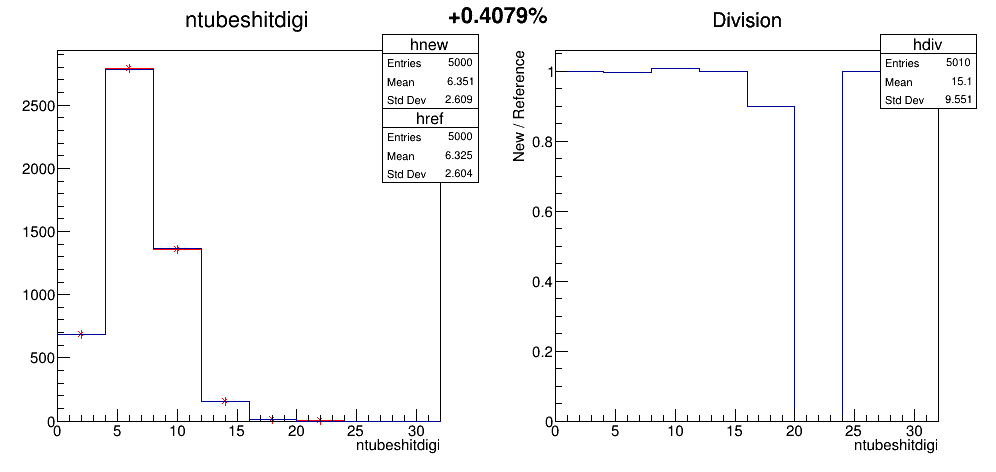 ntubeshitdigi
+0.4079%
Division
hnew
Entries 5000
Mean 6.351
Std Dev 2.609
href
Entries 5000
Mean 6.325
Std Dev 2.604
2500
2000
1500
1000
500
0
0 5 10 15 20 25 30
ntubeshitdigi
hdiv
Entries 5010
Mean 15.1
Std Dev 9.551
New / Reference
1
0.8
0.6
0.4
0.2
0
0 5 10 15 20 25 30
ntubeshitdigi